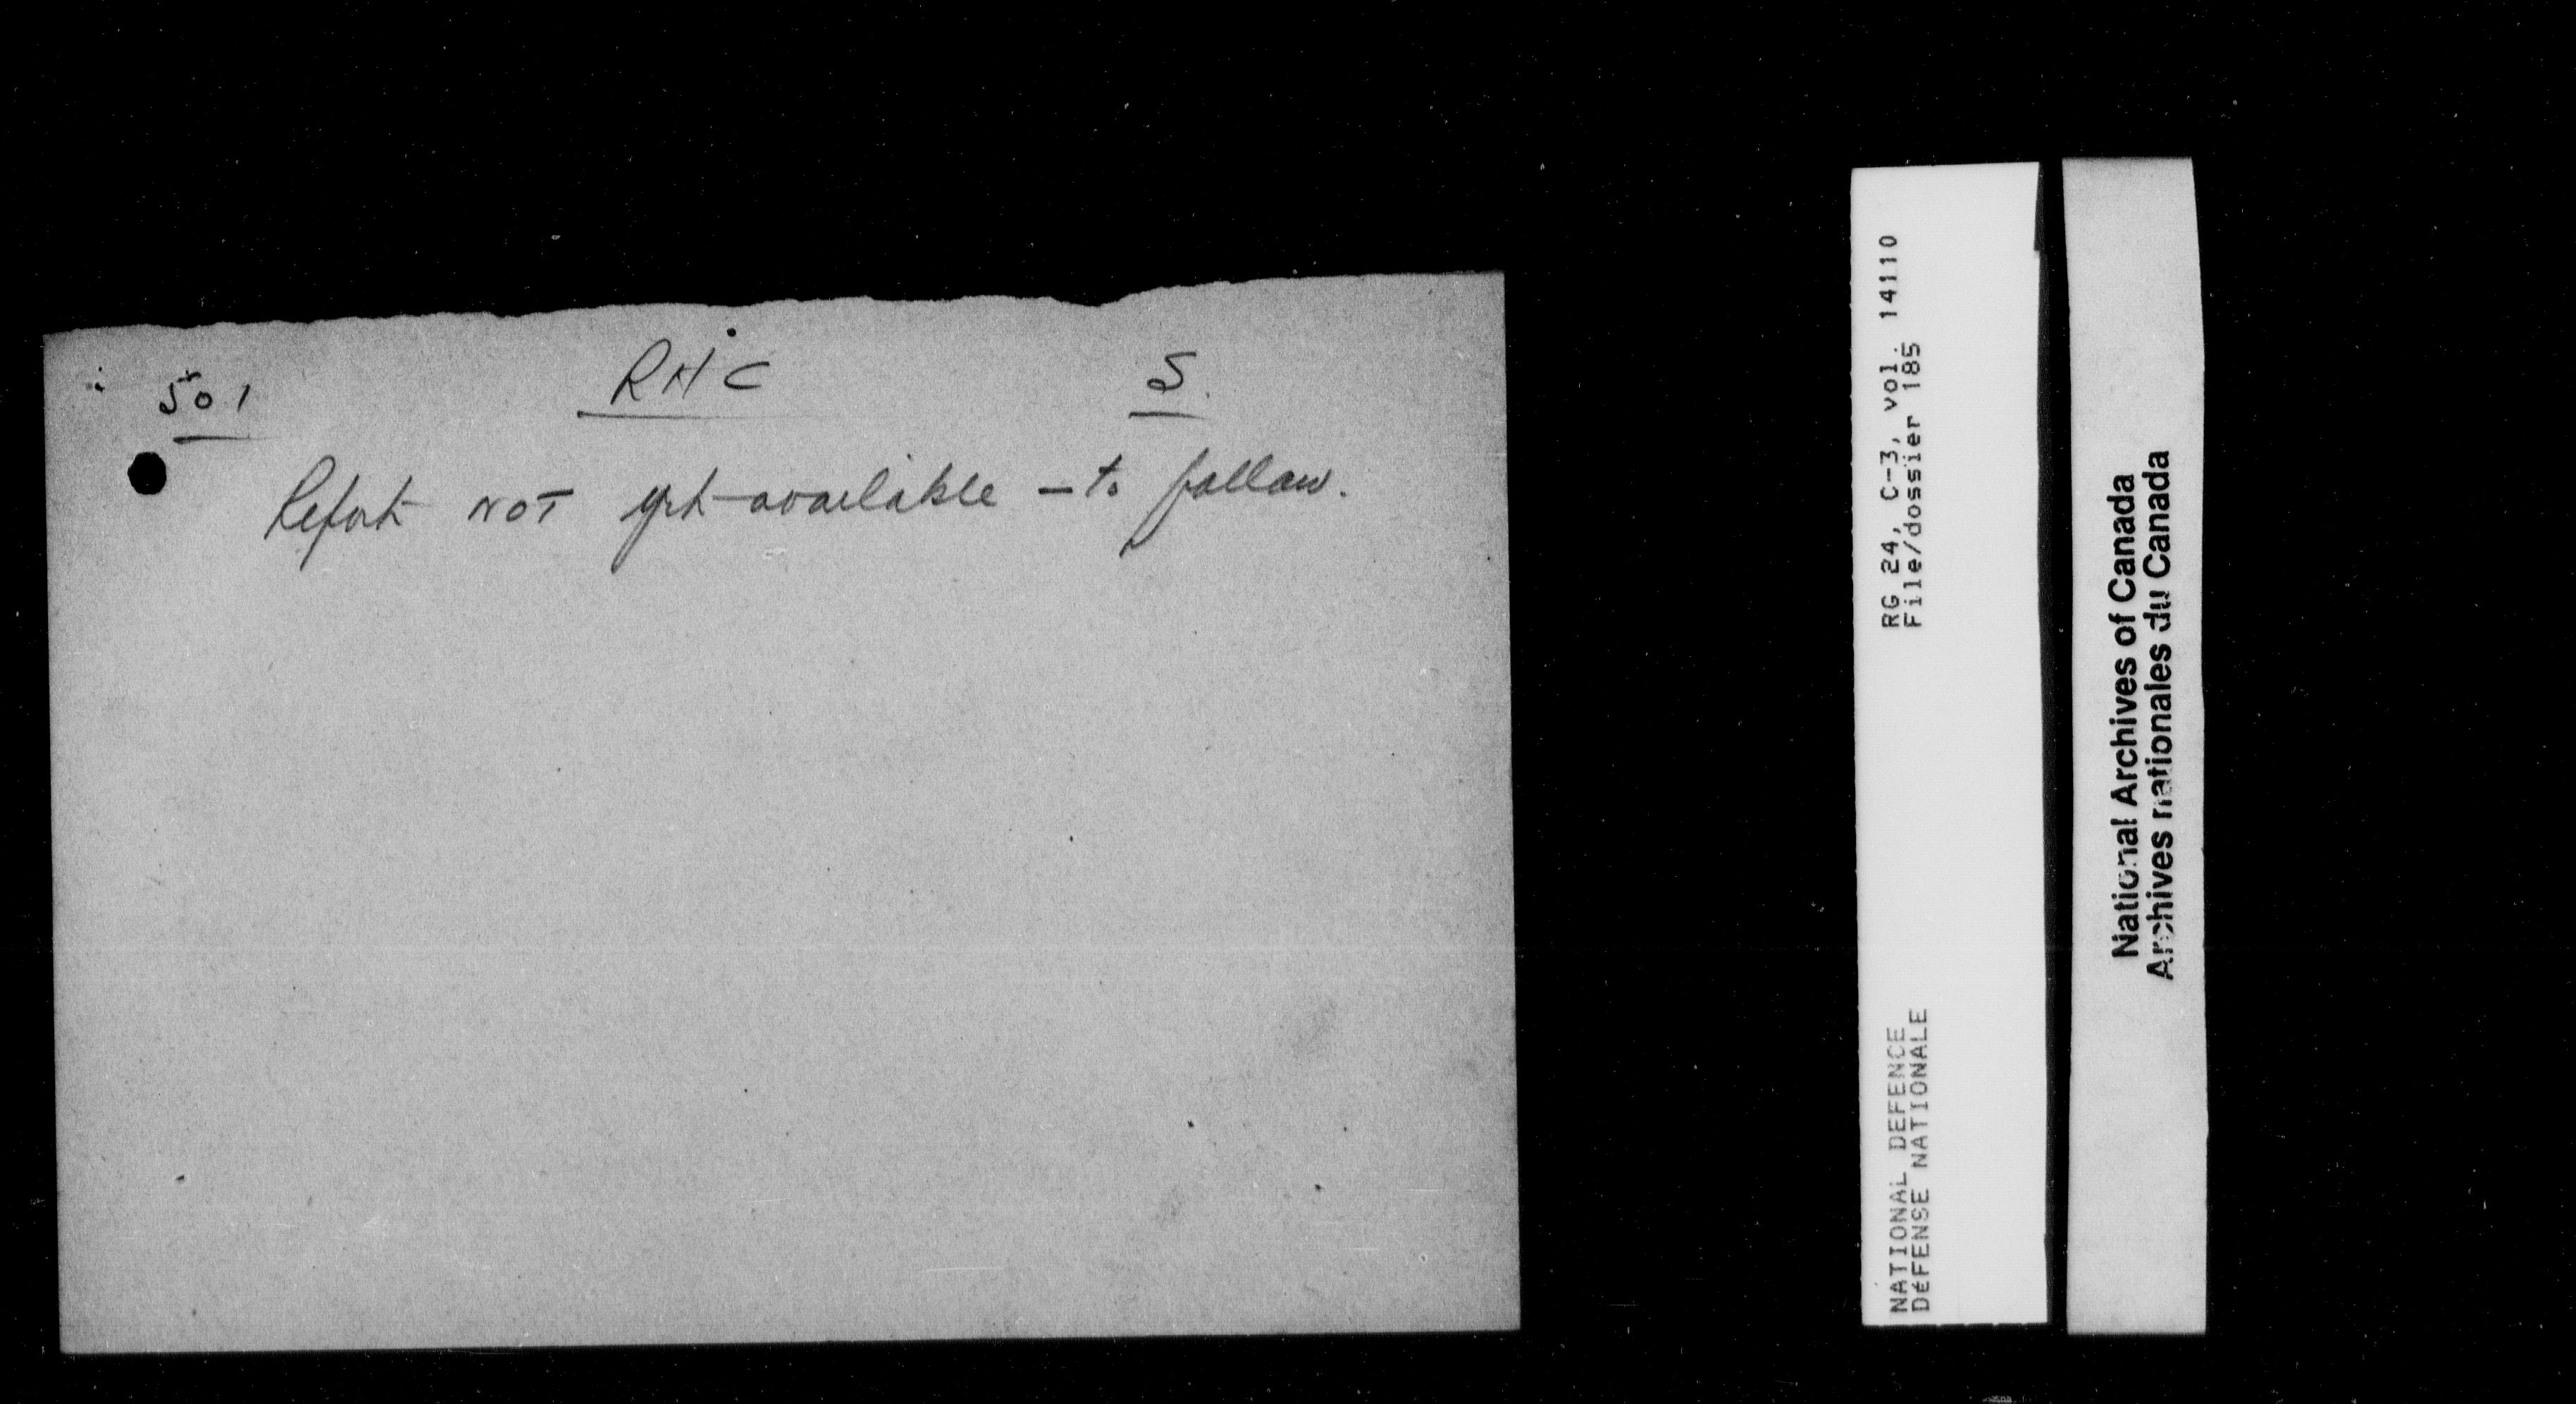 501 RHC S.
Report NOT yet available - to follow.
RG 24, C-3, vol. 14110
File/dossier 185
NATIONAL DEFENCE
DéFENSE NATIONALE
National Archives of Canada
Archives nationales du Canada